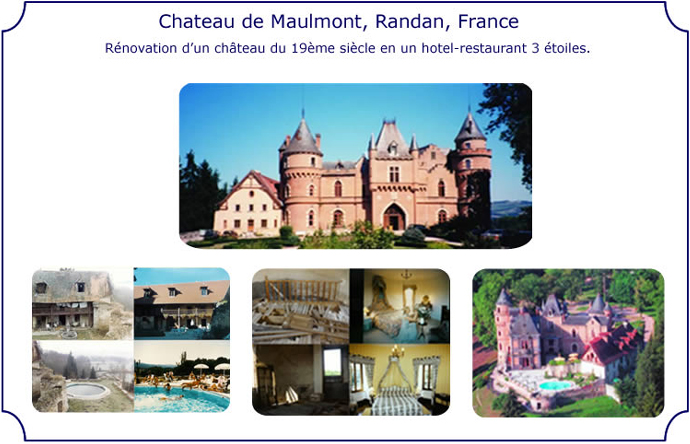 Chateau de Maulmont, Randan, France
Rénovation d'un château du 19ème siècle en un hotel-restaurant 3 étoiles.